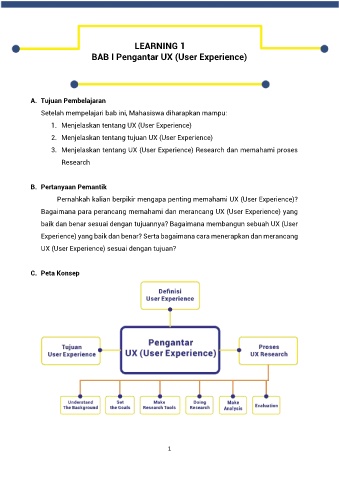 LEARNING 1
BAB I Pengantar UX (User Experience)
A. Tujuan Pembelajaran
Setelah mempelajari bab ini, Mahasiswa diharapkan mampu:
1. Menjelaskan tentang UX (User Experience)
2. Menjelaskan tentang tujuan UX (User Experience)
3. Menjelaskan tentang UX (User Experience) Research dan memahami proses
Research
B. Pertanyaan Pemantik
Pernahkah kalian berpikir mengapa penting memahami UX (User Experience)?
Bagaimana para perancang memahami dan merancang UX (User Experience) yang
baik dan benar sesuai dengan tujuannya? Bagaimana membangun sebuah UX (User
Experience) yang baik dan benar? Serta bagaimana cara menerapkan dan merancang
UX (User Experience) sesuai dengan tujuan?
C. Peta Konsep
Definisi
User Experience
Tujuan
User Experience
Pengantar
UX (User Experience)
Proses
UX Research
Understand
The Background
Set
the Goals
Make
Research Tools
Doing
Research
Make
Analysis
Evaluation
1